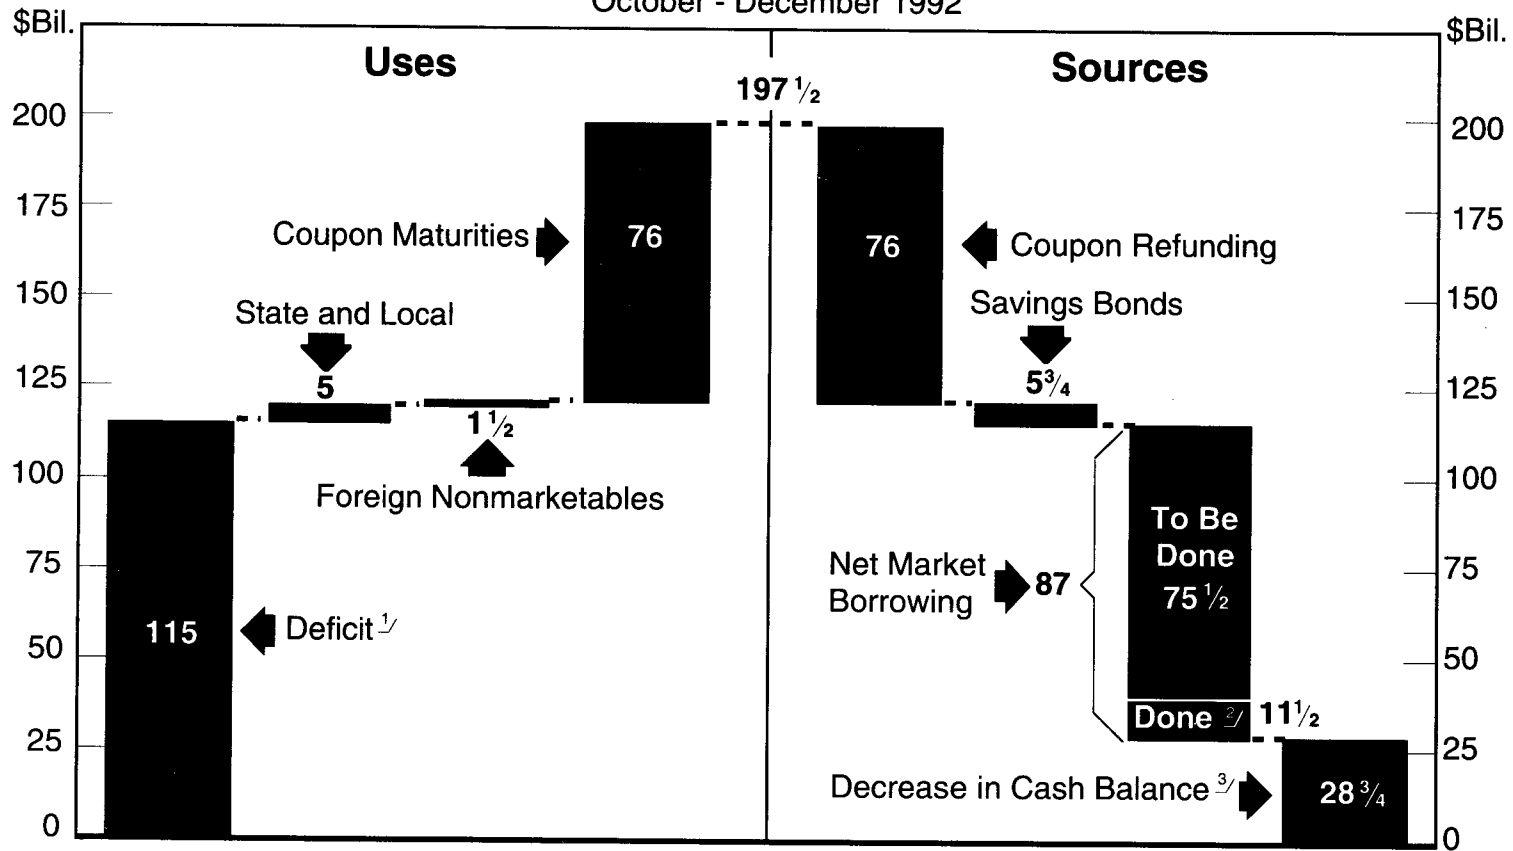 October - December 1992
$Bil.
$Bil.
Uses
Sources
197 ½
200
175
150
125
100
75
50
25
0
Coupon Maturities
76
State and Local
5
1 ½
Foreign Nonmarketables
115
Deficit 1/
76
Coupon Refunding
Savings Bonds
5 ¾
Net Market
Borrowing
87
To Be
Done
75 ½
Done 2/
11 ½
Decrease in Cash Balance 3/
28 ¾
200
175
150
125
100
75
50
25
0